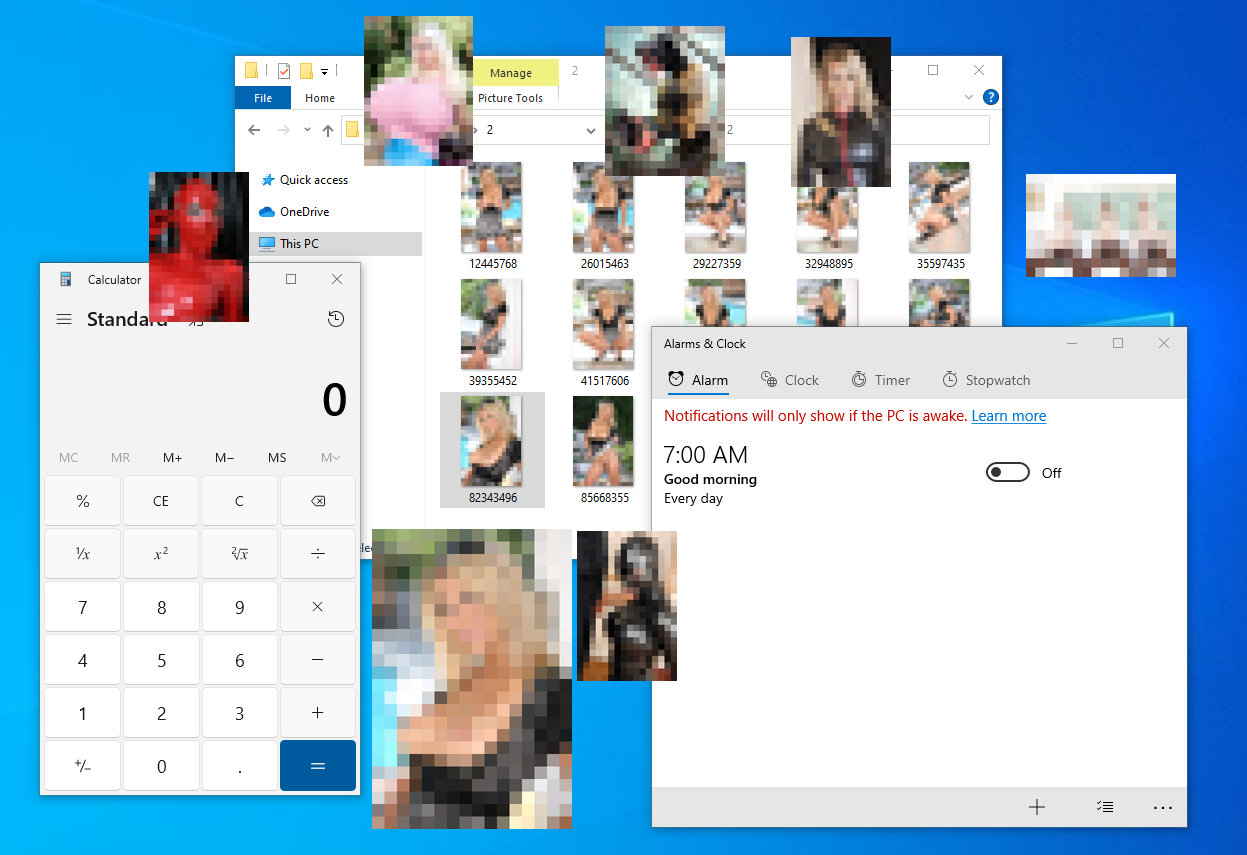 Manage
2
File
Home
Picture Tools
2
2
Quick access
OneDrive
This PC
12445768
26015463
29227359
32948895
35597435
39355452
41517606
82343496
85668355
Calculator
Standard
0
MC
MR
M+
M−
MS
M
%
CE
C
⅟x
x²
²√x
÷
7
8
9
×
4
5
6
−
1
2
3
+
+/−
0
.
=
Alarms & Clock
Alarm
Clock
Timer
Stopwatch
Notifications will only show if the PC is awake. Learn more
7:00 AM
Good morning
Off
Every day